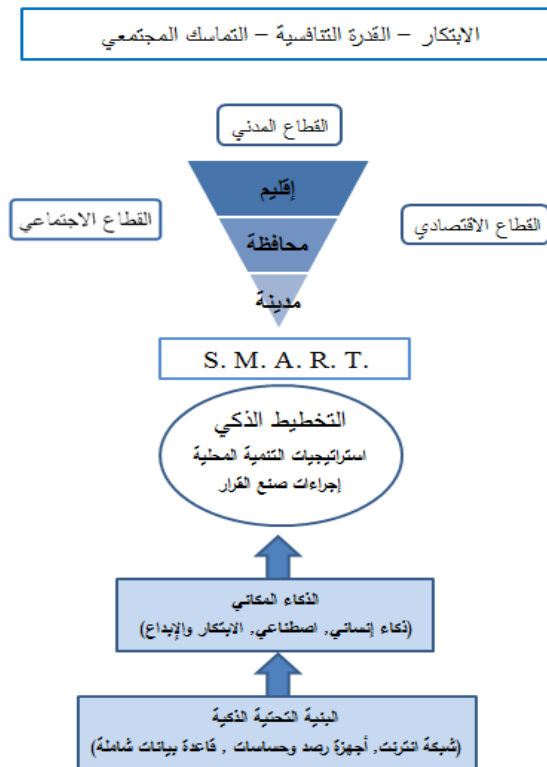 الابتكار – القدرة التنافسية – التماسك المجتمعي
القطاع المدني
إقليم
القطاع الاقتصادي
القطاع الاجتماعي
محافظة
مدينة
S. M. A. R. T.
التخطيط الذكي
استراتيجيات التنمية المحلية
إجراءات صنع القرار
الذكاء المكاني
(ذكاء إنساني, اصطناعي, الابتكار والإبداع)
البنية التحتية الذكية
(شبكة انترنت, أجهزة رصد وحساسات , قاعدة بيانات شاملة)